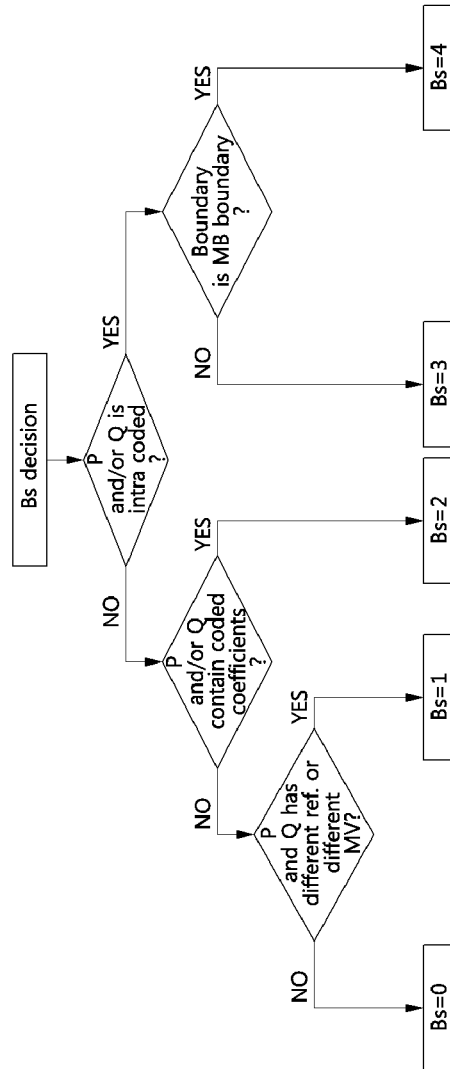 Bs decision
P
and/or Q is
intra coded
?
YES
NO
Boundary
is MB boundary
?
YES
NO
P
and/or Q
contain coded
coefficients
?
YES
NO
P
and Q has
different ref. or
different
MV?
YES
NO
Bs=0
Bs=1
Bs=2
Bs=3
Bs=4